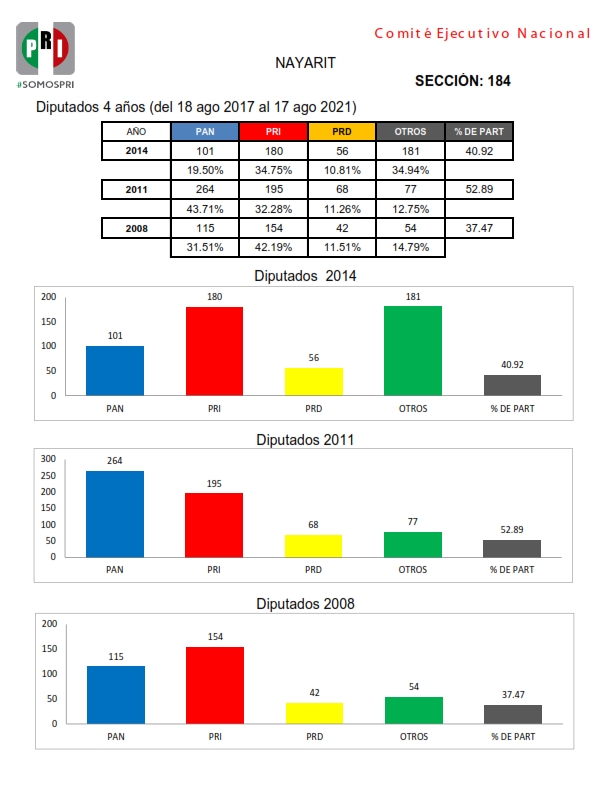 PRI
Comité Ejecutivo Nacional
#SOMOSPRI
NAYARIT
SECCIÓN: 184
Diputados 4 años (del 18 ago 2017 al 17 ago 2021)
AÑO PAN PRI PRD OTROS % DE PART
2014 101 180 56 181 40.92
19.50% 34.75% 10.81% 34.94%
2011 264 195 68 77 52.89
43.71% 32.28% 11.26% 12.75%
2008 115 154 42 54 37.47
31.51% 42.19% 11.51% 14.79%
Diputados 2014
200
150
100
50
0
101 180 56 181 40.92
PAN PRI PRD OTROS % DE PART
Diputados 2011
300
250
200
150
100
50
0
264 195 68 77 52.89
PAN PRI PRD OTROS % DE PART
Diputados 2008
200
150
100
50
0
115 154 42 54 37.47
PAN PRI PRD OTROS % DE PART